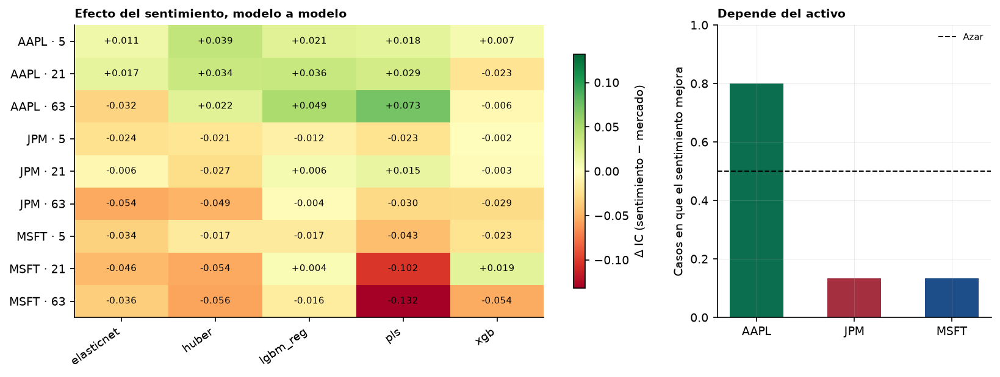 Efecto del sentimiento, modelo a modelo
AAPL · 5 +0.011 +0.039 +0.021 +0.018 +0.007
AAPL · 21 +0.017 +0.034 +0.036 +0.029 -0.023
AAPL · 63 -0.032 +0.022 +0.049 +0.073 -0.006
JPM · 5 -0.024 -0.021 -0.012 -0.023 -0.002
JPM · 21 -0.006 -0.027 +0.006 +0.015 -0.003
JPM · 63 -0.054 -0.049 -0.004 -0.030 -0.029
MSFT · 5 -0.034 -0.017 -0.017 -0.043 -0.023
MSFT · 21 -0.046 -0.054 +0.004 -0.102 +0.019
MSFT · 63 -0.036 -0.056 -0.016 -0.132 -0.054
elasticnet huber lgbm_reg pls xgb
0.10
0.05
0.00
−0.05
−0.10
Δ IC (sentimiento − mercado)
Depende del activo
Azar
Casos en que el sentimiento mejora
1.0
0.8
0.6
0.4
0.2
0.0
AAPL JPM MSFT